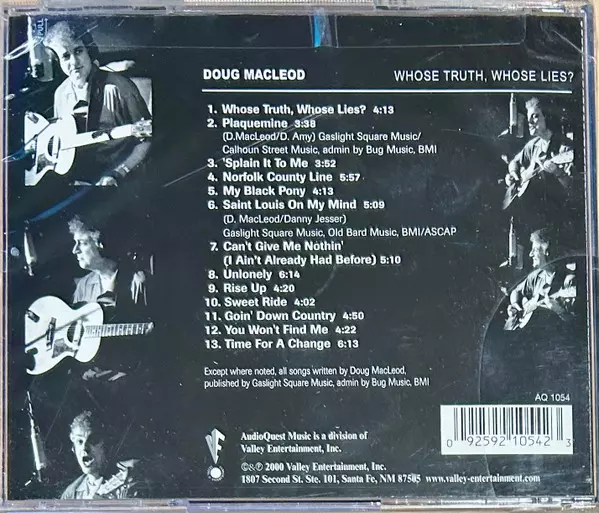 DOUG MACLEOD
WHOSE TRUTH, WHOSE LIES?
1. Whose Truth, Whose Lies? 4:13
2. Plaquemine 3:38
(D.MacLeod/D. Amy) Gaslight Square Music/
Calhoun Street Music, admin by Bug Music, BMI
3. 'Splain It To Me 3:52
4. Norfolk County Line 5:57
5. My Black Pony 4:13
6. Saint Louis On My Mind 5:09
(D. MacLeod/Danny Jesser)
Gaslight Square Music, Old Bard Music, BMI/ASCAP
7. Can't Give Me Nothin'
(I Ain't Already Had Before) 5:10
8. Unlonely 6:14
9. Rise Up 4:20
10. Sweet Ride 4:02
11. Goin' Down Country 4:50
12. You Won't Find Me 4:22
13. Time For A Change 6:13
Except where noted, all songs written by Doug MacLeod,
published by Gaslight Square Music, admin by Bug Music, BMI
AQ 1054
AudioQuest Music is a division of
Valley Entertainment, Inc.
©&℗ 2000 Valley Entertainment, Inc.
1807 Second St. Ste. 101, Santa Fe, NM 87505 www.valley-entertainment.com
0 92592 10542 3